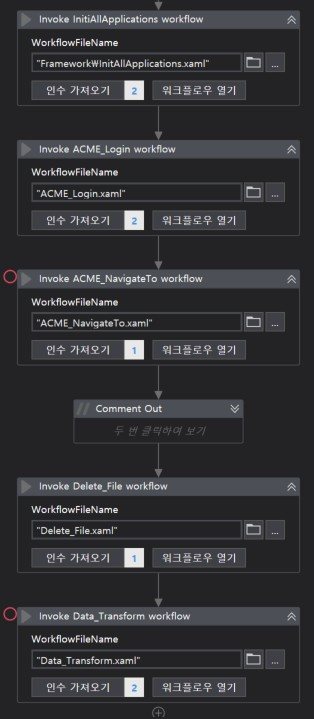 Invoke InitiAllApplications workflow
WorkflowFileName
"Framework₩InitAllApplications.xaml"
...
인수 가져오기 2 워크플로우 열기
Invoke ACME_Login workflow
WorkflowFileName
"ACME_Login.xaml"
...
인수 가져오기 2 워크플로우 열기
Invoke ACME_NavigateTo workflow
WorkflowFileName
"ACME_NavigateTo.xaml"
...
인수 가져오기 1 워크플로우 열기
// Comment Out
두 번 클릭하여 보기
Invoke Delete_File workflow
WorkflowFileName
"Delete_File.xaml"
...
인수 가져오기 1 워크플로우 열기
Invoke Data_Transform workflow
WorkflowFileName
"Data_Transform.xaml"
...
인수 가져오기 2 워크플로우 열기